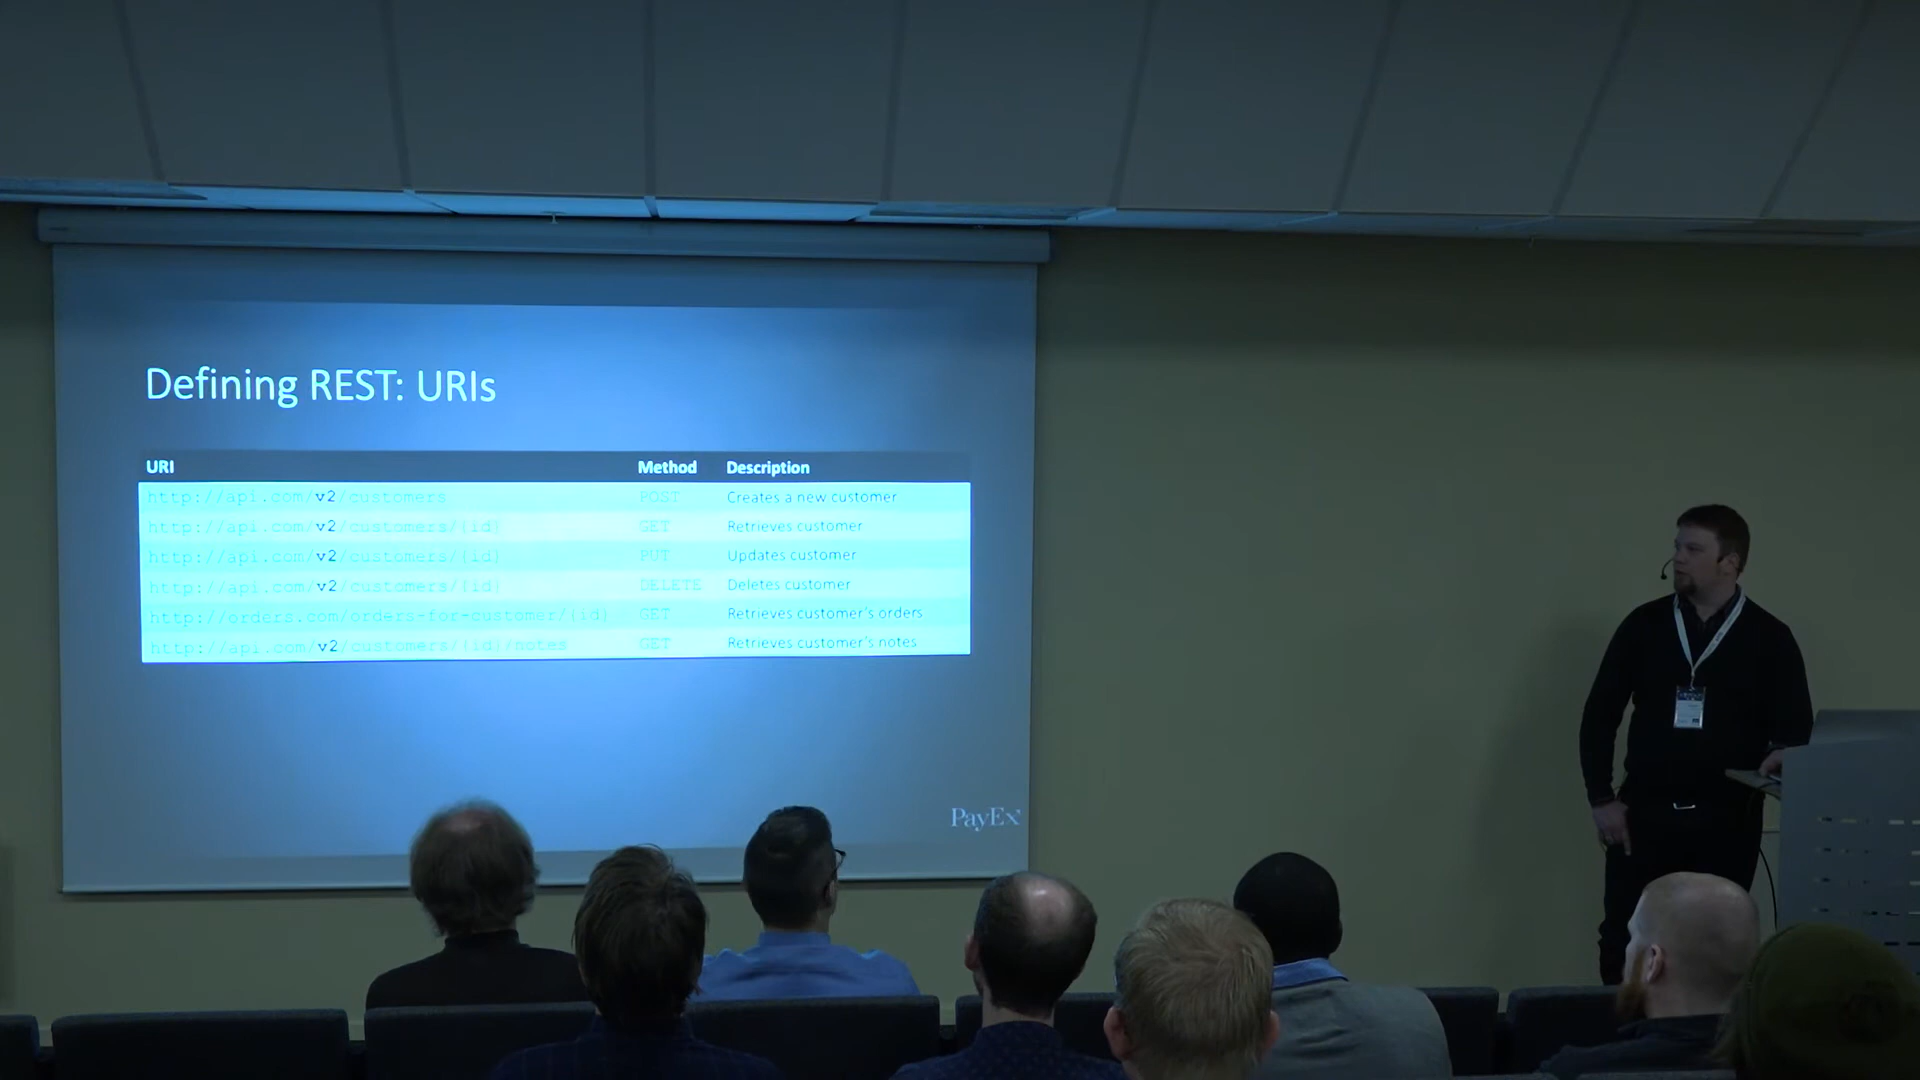 Defining REST: URIs
URI Method Description
http://api.com/v2/customers POST Creates a new customer
http://api.com/v2/customers/{id} GET Retrieves customer
http://api.com/v2/customers/{id} PUT Updates customer
http://api.com/v2/customers/{id} DELETE Deletes customer
http://orders.com/orders-for-customer/{id} GET Retrieves customer's orders
http://api.com/v2/customers/{id}/notes GET Retrieves customer's notes
PayEx